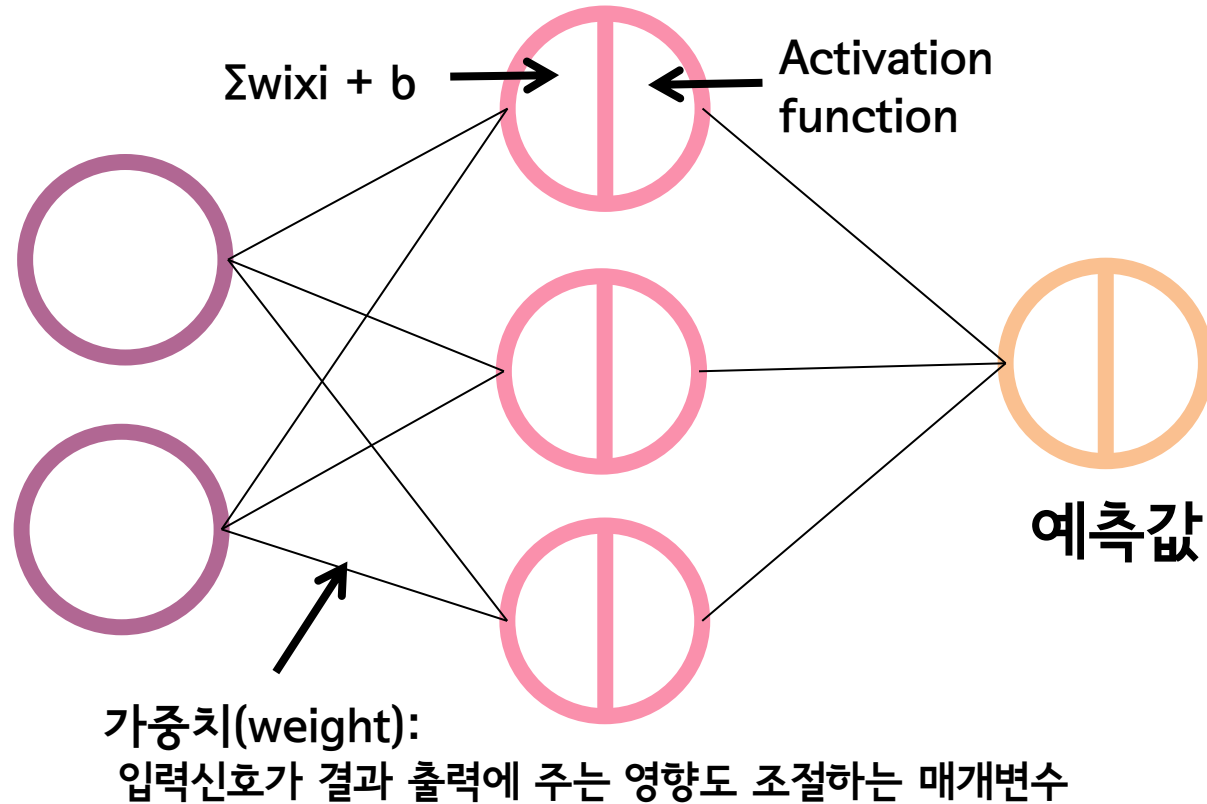 Σwixi + b
Activation
function
예측값
가중치(weight):
입력신호가 결과 출력에 주는 영향도 조절하는 매개변수